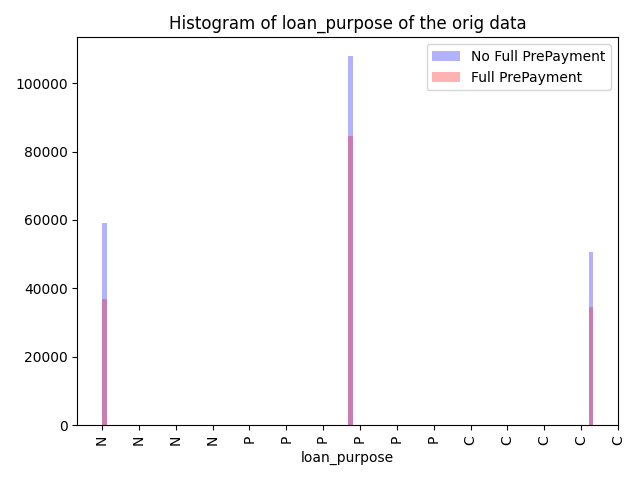 Histogram of loan_purpose of the orig data
No Full PrePayment
Full PrePayment
100000
80000
60000
40000
20000
0
N N N N P P P P P P C C C C C
loan_purpose